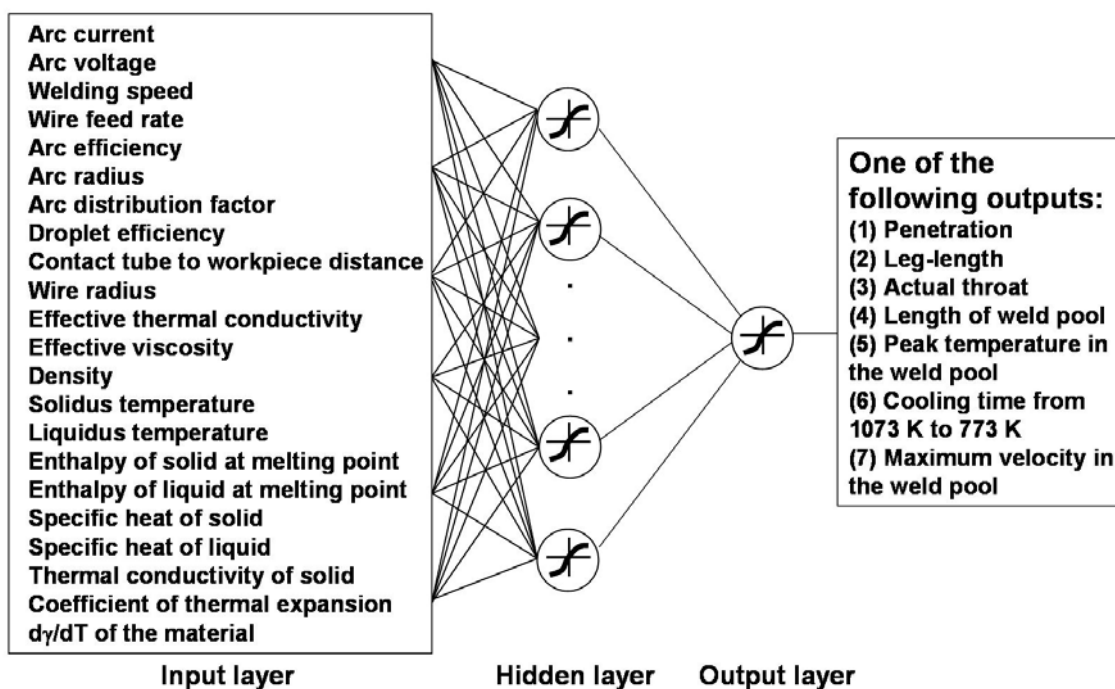 Arc current
Arc voltage
Welding speed
Wire feed rate
Arc efficiency
Arc radius
Arc distribution factor
Droplet efficiency
Contact tube to workpiece distance
Wire radius
Effective thermal conductivity
Effective viscosity
Density
Solidus temperature
Liquidus temperature
Enthalpy of solid at melting point
Enthalpy of liquid at melting point
Specific heat of solid
Specific heat of liquid
Thermal conductivity of solid
Coefficient of thermal expansion
dγ/dT of the material
Input layer
Hidden layer
Output layer
One of the
following outputs:
(1) Penetration
(2) Leg-length
(3) Actual throat
(4) Length of weld pool
(5) Peak temperature in
the weld pool
(6) Cooling time from
1073 K to 773 K
(7) Maximum velocity in
the weld pool